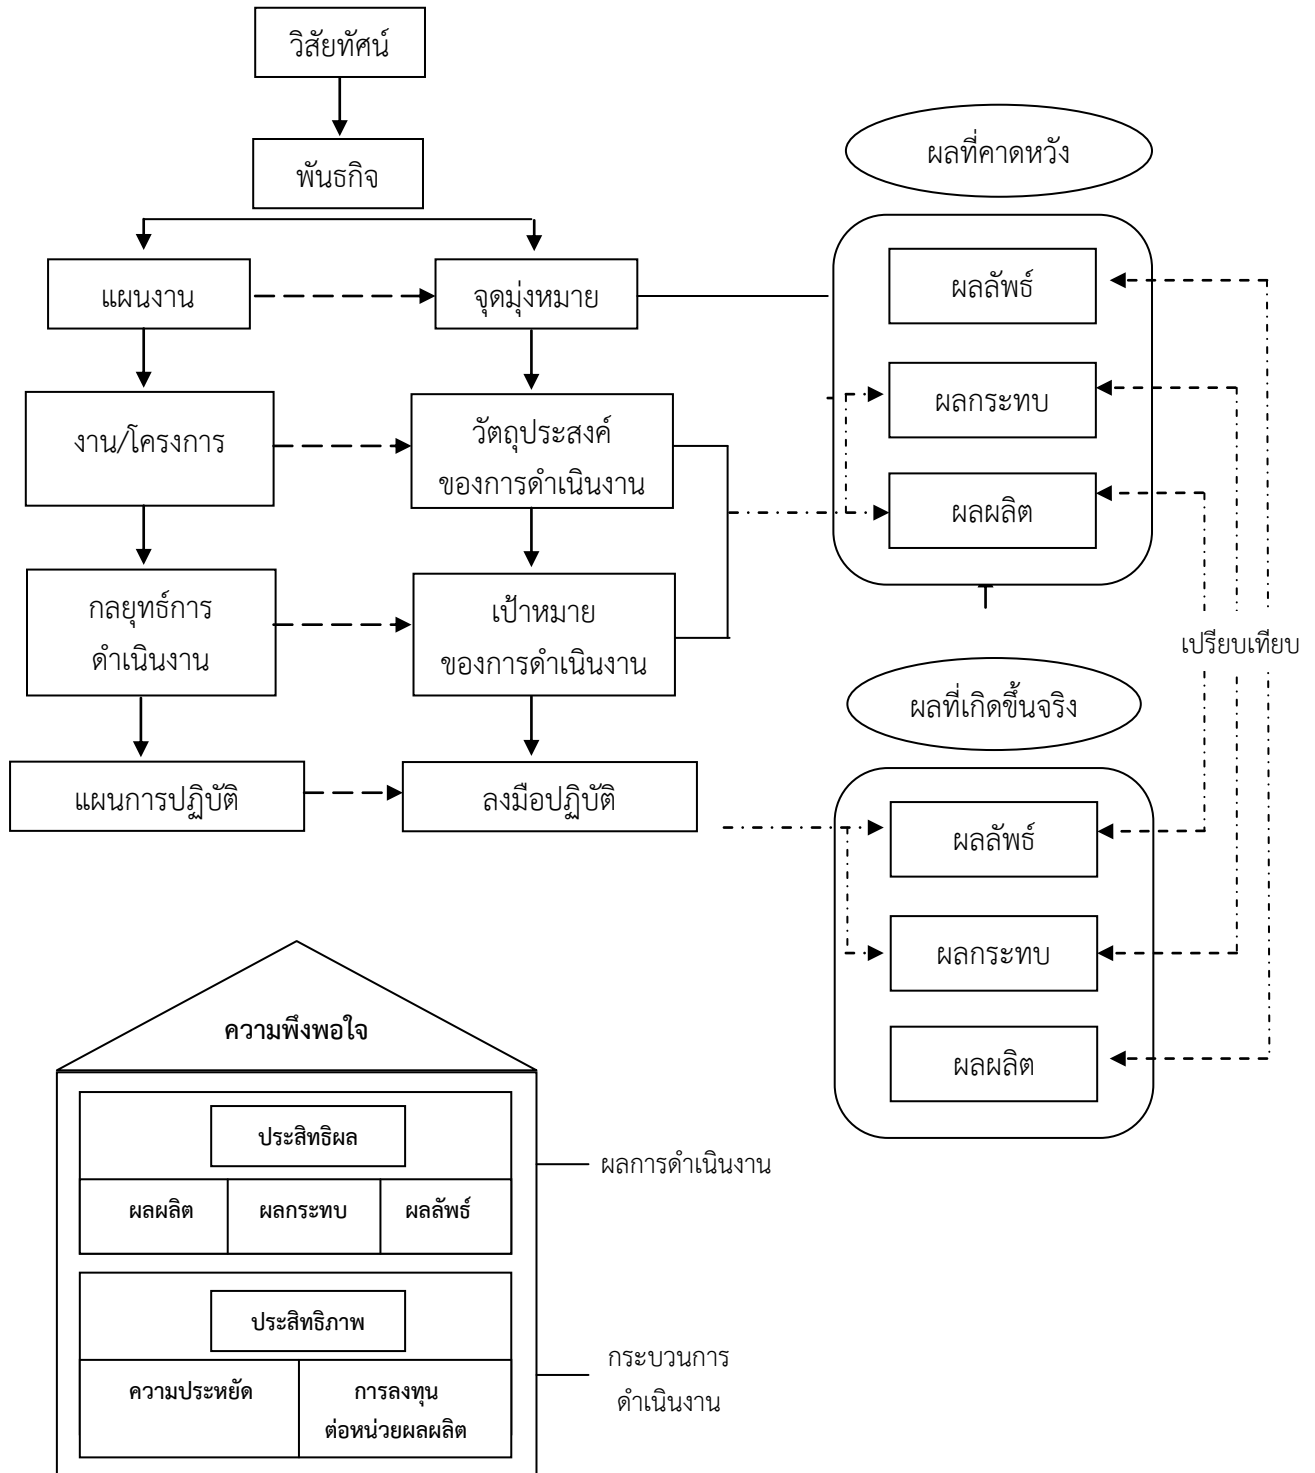 วิสัยทัศน์
พันธกิจ
ผลที่คาดหวัง
แผนงาน
จุดมุ่งหมาย
ผลลัพธ์
ผลกระทบ
ผลผลิต
งาน/โครงการ
วัตถุประสงค์
ของการดำเนินงาน
กลยุทธ์การ
ดำเนินงาน
เป้าหมาย
ของการดำเนินงาน
เปรียบเทียบ
ผลที่เกิดขึ้นจริง
แผนการปฏิบัติ
ลงมือปฏิบัติ
ผลลัพธ์
ผลกระทบ
ผลผลิต
ความพึงพอใจ
ประสิทธิผล
ผลผลิต
ผลกระทบ
ผลลัพธ์
ผลการดำเนินงาน
ประสิทธิภาพ
ความประหยัด
การลงทุน
ต่อหน่วยผลผลิต
กระบวนการ
ดำเนินงาน